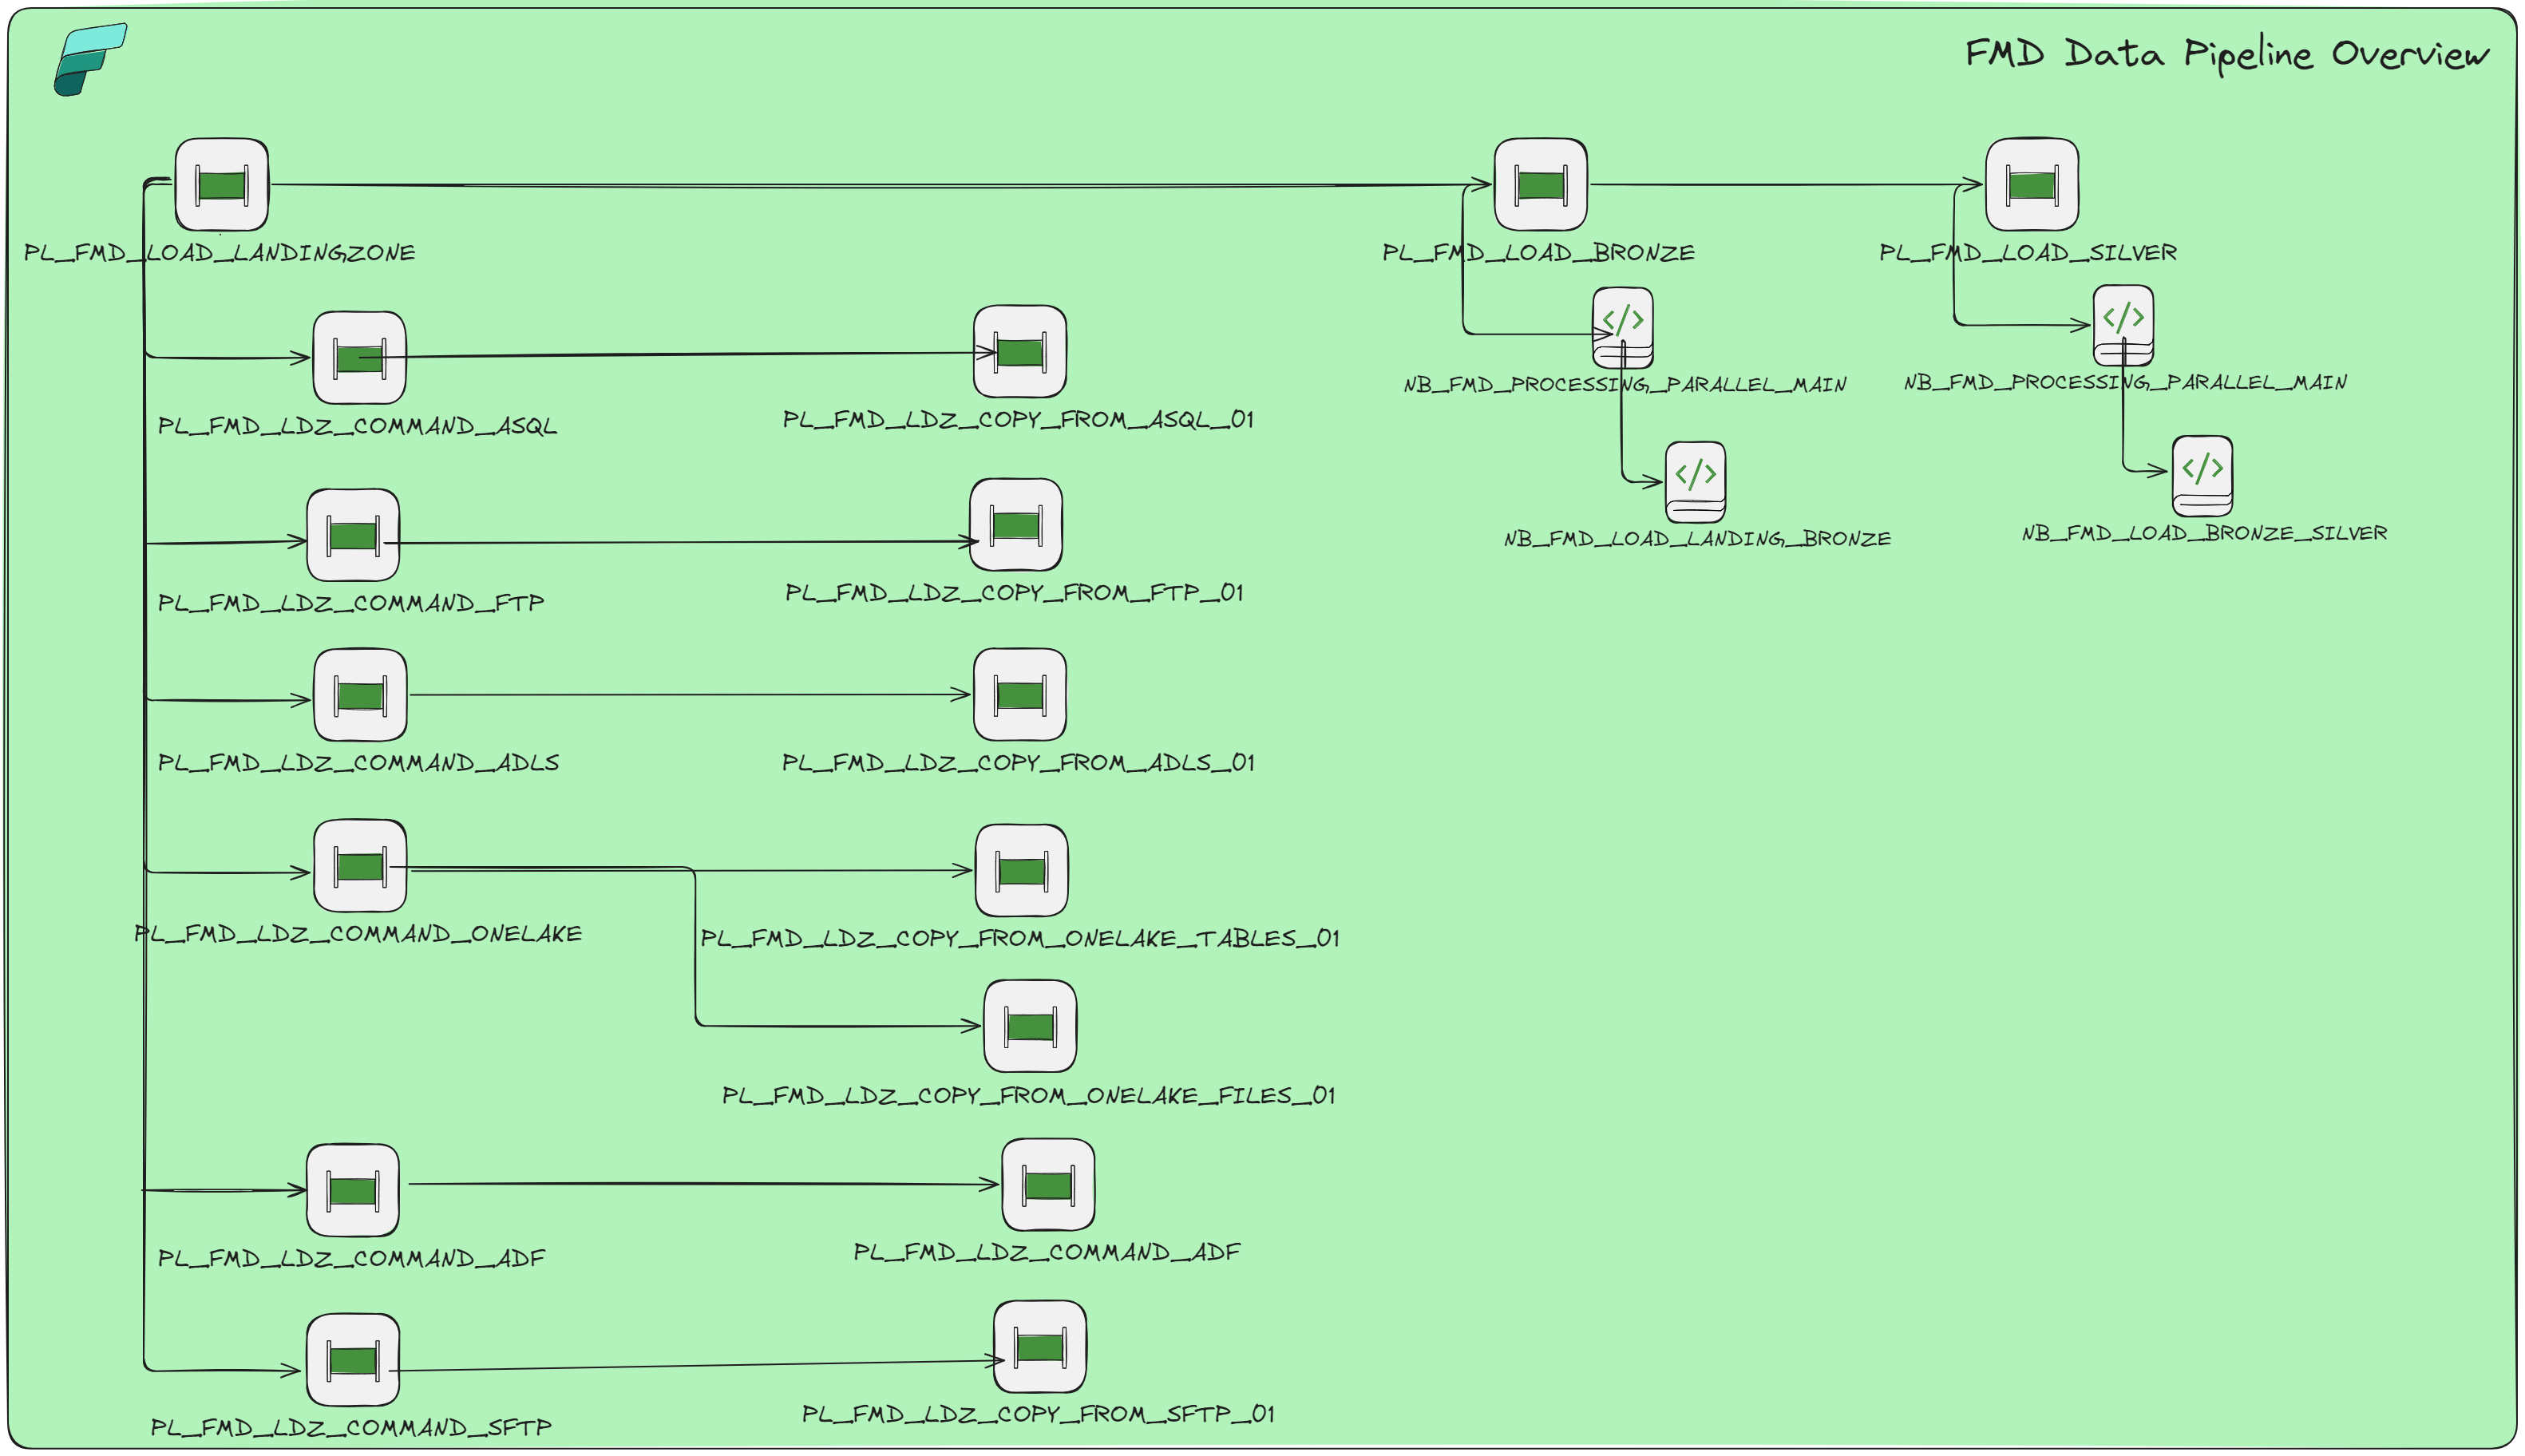 FMD Data Pipeline Overview
PL_FMD_LOAD_LANDINGZONE
PL_FMD_LOAD_BRONZE
PL_FMD_LOAD_SILVER
NB_FMD_PROCESSING_PARALLEL_MAIN
NB_FMD_PROCESSING_PARALLEL_MAIN
PL_FMD_LDZ_COMMAND_ASQL
PL_FMD_LDZ_COPY_FROM_ASQL_01
NB_FMD_LOAD_LANDING_BRONZE
NB_FMD_LOAD_BRONZE_SILVER
PL_FMD_LDZ_COMMAND_FTP
PL_FMD_LDZ_COPY_FROM_FTP_01
PL_FMD_LDZ_COMMAND_ADLS
PL_FMD_LDZ_COPY_FROM_ADLS_01
PL_FMD_LDZ_COMMAND_ONELAKE
PL_FMD_LDZ_COPY_FROM_ONELAKE_TABLES_01
PL_FMD_LDZ_COPY_FROM_ONELAKE_FILES_01
PL_FMD_LDZ_COMMAND_ADF
PL_FMD_LDZ_COMMAND_ADF
PL_FMD_LDZ_COMMAND_SFTP
PL_FMD_LDZ_COPY_FROM_SFTP_01